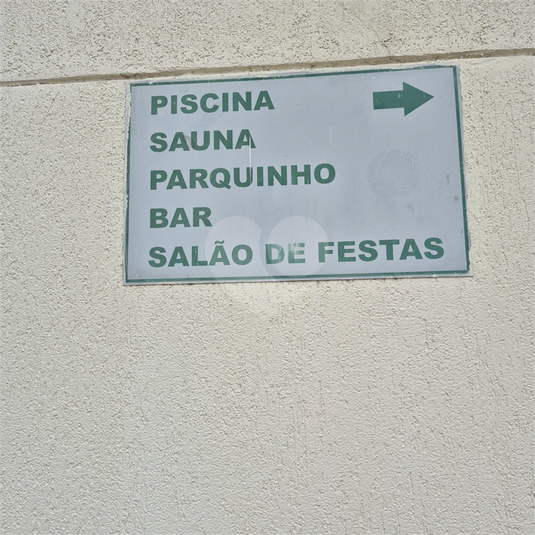 PISCINA
SAUNA
PARQUINHO
BAR
SALÃO DE FESTAS